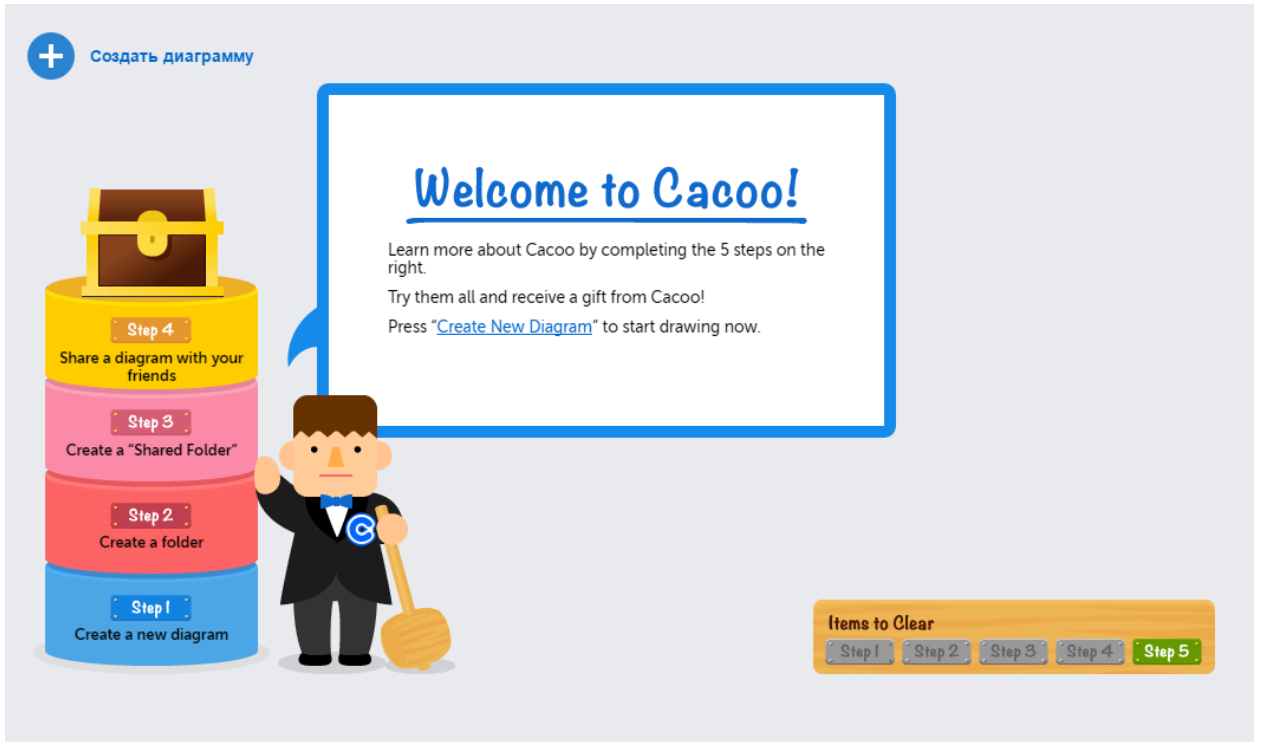 Создать диаграмму
Welcome to Cacoo!
Learn more about Cacoo by completing the 5 steps on the
right.
Try them all and receive a gift from Cacoo!
Press “Create New Diagram” to start drawing now.
Step 4
Share a diagram with your
friends
Step 3
Create a “Shared Folder”
Step 2
Create a folder
Step 1
Create a new diagram
Items to Clear
Step 1 Step 2 Step 3 Step 4 Step 5